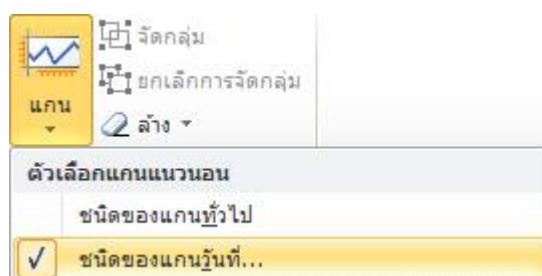 จัดกลุ่ม
ยกเลิกการจัดกลุ่ม
แกน
ล้าง
ตัวเลือกแกนแนวนอน
ชนิดของแกนทั่วไป
ชนิดของแกนวันที่...